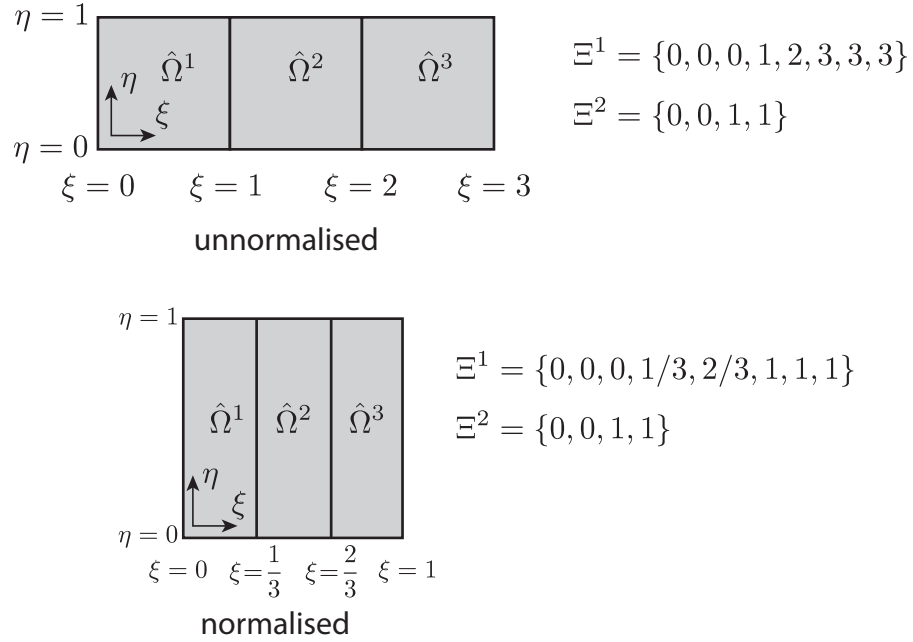 η = 1
Ω̂¹ Ω̂² Ω̂³
η
ξ
η = 0
ξ = 0 ξ = 1 ξ = 2 ξ = 3
unnormalised
Ξ¹ = {0, 0, 0, 1, 2, 3, 3, 3}
Ξ² = {0, 0, 1, 1}
η = 1
Ω̂¹ Ω̂² Ω̂³
η
ξ
η = 0
ξ = 0 ξ = 1/3 ξ = 2/3 ξ = 1
normalised
Ξ¹ = {0, 0, 0, 1/3, 2/3, 1, 1, 1}
Ξ² = {0, 0, 1, 1}